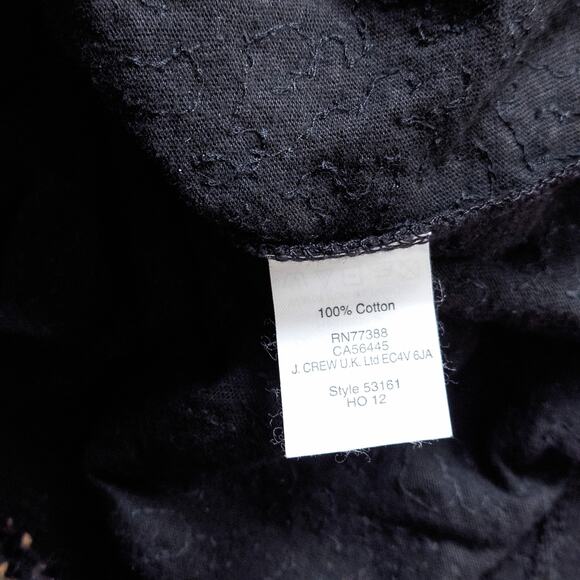 100% Cotton
RN77388
CA56445
J. CREW U.K. Ltd EC4V 6JA
Style 53161
HO 12